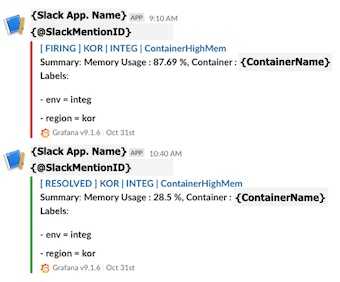 {Slack App. Name} APP 9:10 AM
{@SlackMentionID}
[ FIRING | KOR | INTEG | ContainerHighMem
Summary: Memory Usage : 87.69 %, Container : {ContainerName}
Labels:
- env = integ
- region = kor
Grafana v9.1.6 Oct 31st
{Slack App. Name} APP 10:40 AM
{@SlackMentionID}
[ RESOLVED | KOR | INTEG | ContainerHighMem
Summary: Memory Usage : 28.5 %, Container : {ContainerName}
Labels:
- env = integ
- region = kor
Grafana v9.1.6 Oct 31st